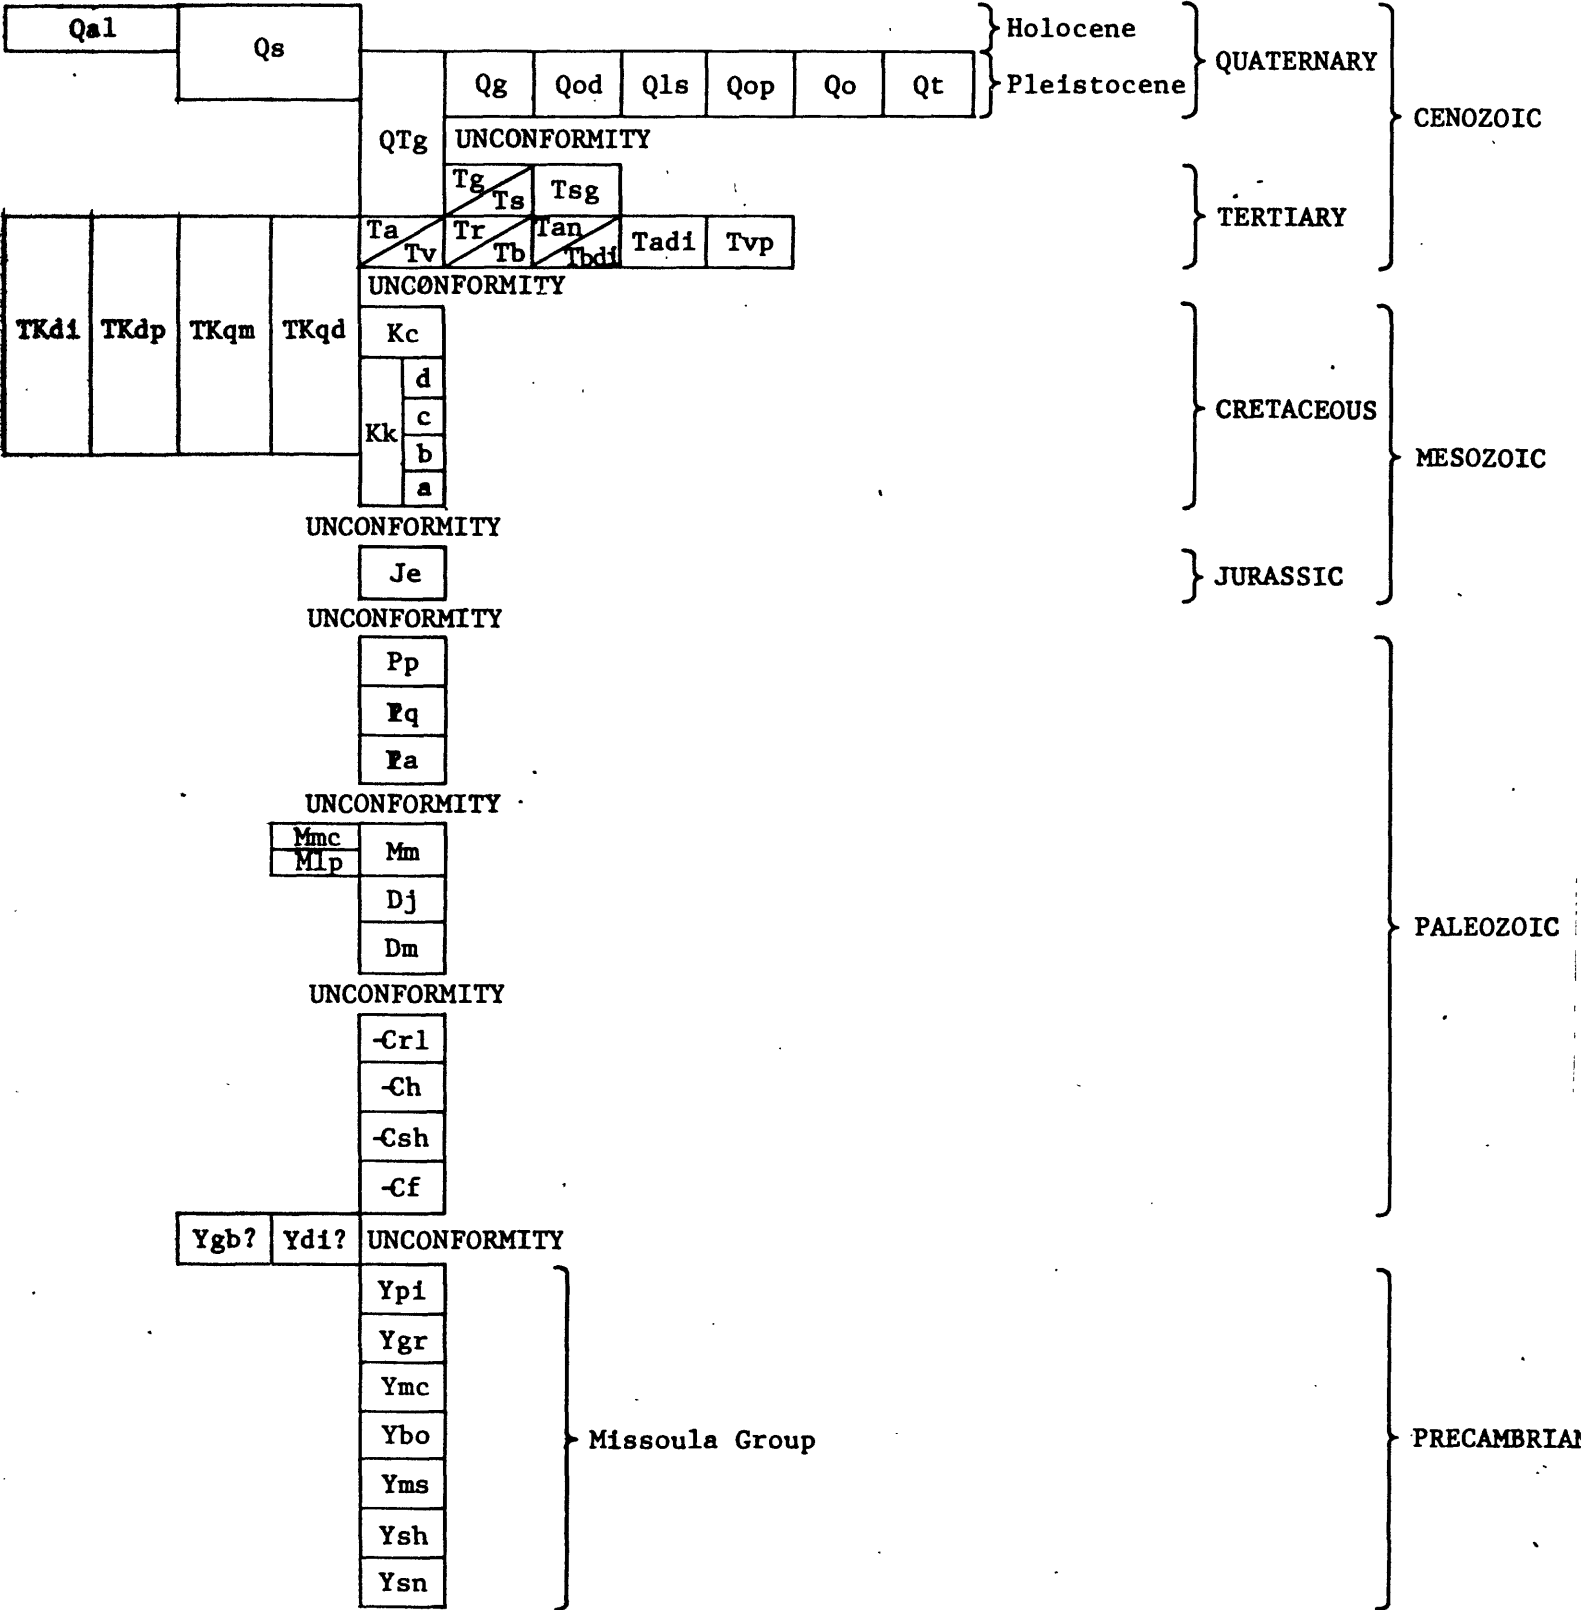 Qal
Qs
Holocene
QUATERNARY
Qg Qod Qls Qop Qo Qt
Pleistocene
CENOZOIC
QTg
UNCONFORMITY
Tg
Ts
Tsg
TERTIARY
Ta
Tv
Tr
Tb
Tan
Tbdi
Tadi Tvp
UNCONFORMITY
TKdi TKdp TKqm TKqd
Kc
d
c
Kk
b
a
CRETACEOUS
MESOZOIC
UNCONFORMITY
Je
JURASSIC
UNCONFORMITY
Pp
Pq
Pa
UNCONFORMITY
Mmc
Mlp
Mm
Dj
Dm
PALEOZOIC
UNCONFORMITY
-Crl
-Ch
-Csh
-Cf
Ygb? Ydi? UNCONFORMITY
Ypi
Ygr
Ymc
Ybo
Missoula Group
PRECAMBRIAN
Yms
Ysh
Ysn